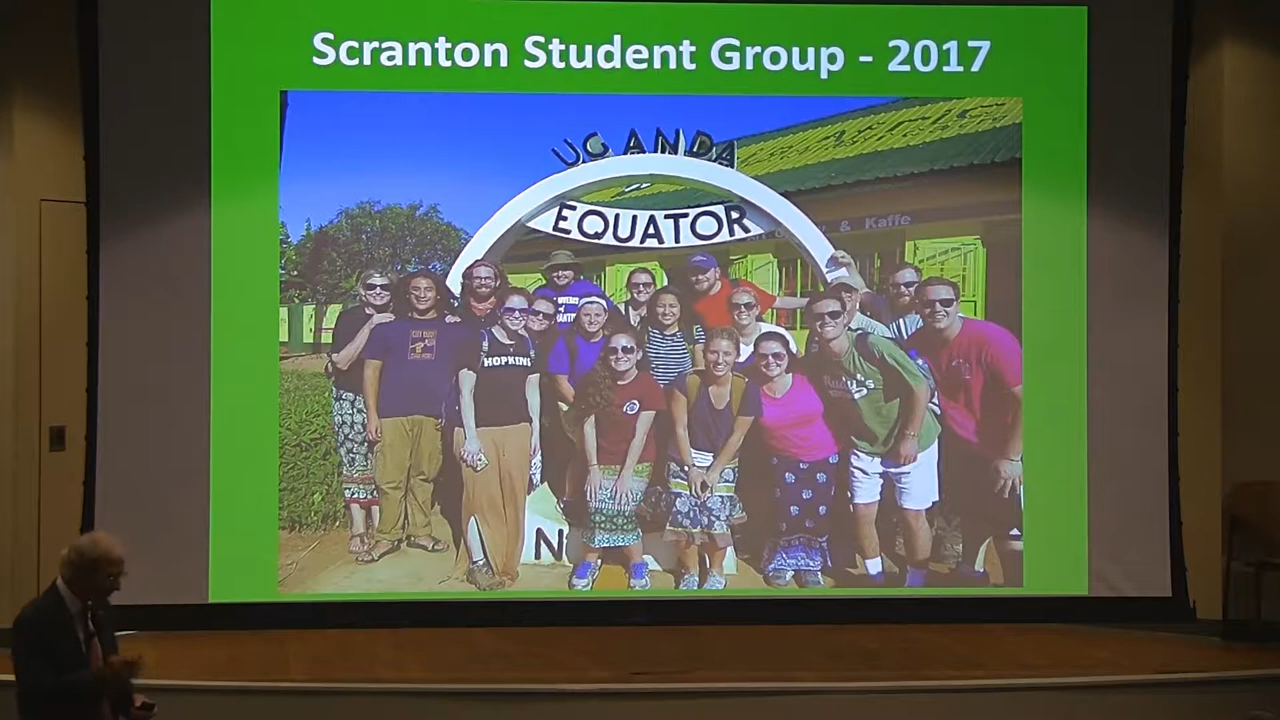 Scranton Student Group - 2017
UGANDA
EQUATOR
& Kaffe
HOPKINS
N